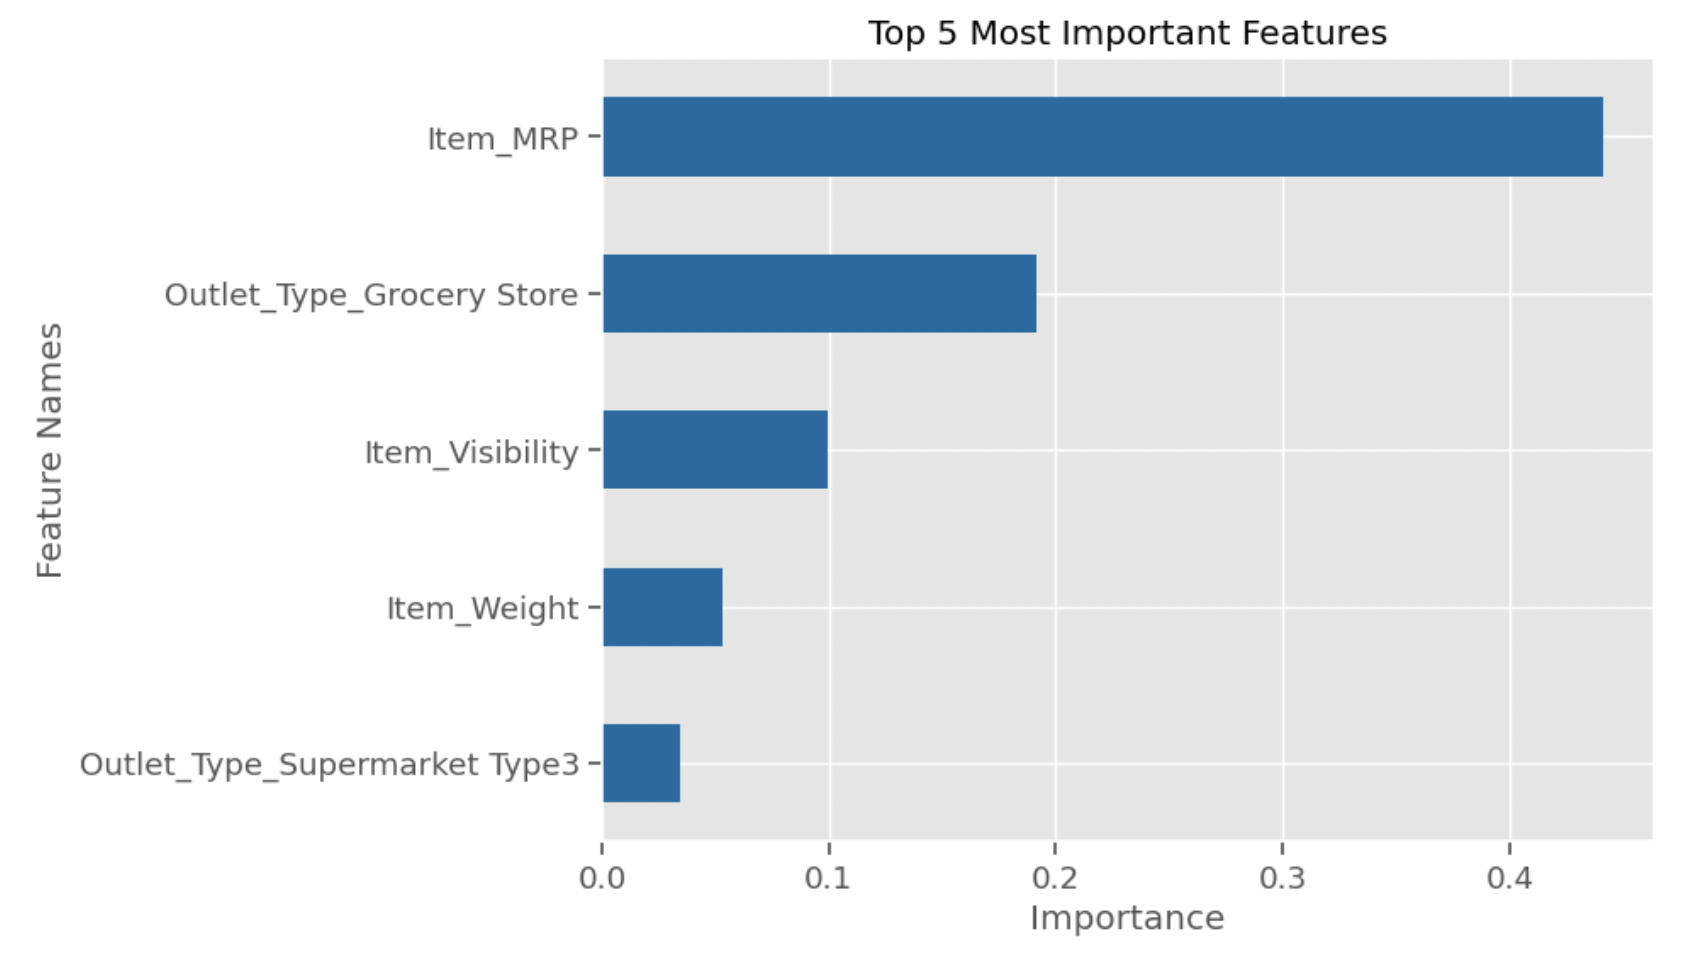 Top 5 Most Important Features
Item_MRP
Outlet_Type_Grocery Store
Item_Visibility
Item_Weight
Outlet_Type_Supermarket Type3
Feature Names
0.0 0.1 0.2 0.3 0.4
Importance